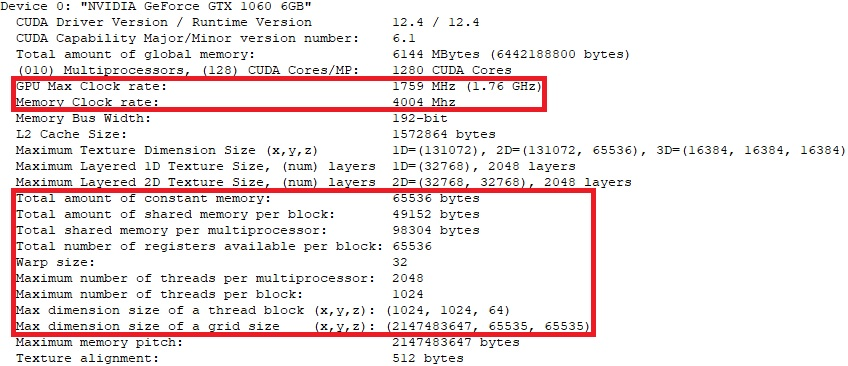 Device 0: "NVIDIA GeForce GTX 1060 6GB"
CUDA Driver Version / Runtime Version 12.4 / 12.4
CUDA Capability Major/Minor version number: 6.1
Total amount of global memory: 6144 MBytes (6442188800 bytes)
(010) Multiprocessors, (128) CUDA Cores/MP: 1280 CUDA Cores
GPU Max Clock rate: 1759 MHz (1.76 GHz)
Memory Clock rate: 4004 Mhz
Memory Bus Width: 192-bit
L2 Cache Size: 1572864 bytes
Maximum Texture Dimension Size (x,y,z) 1D=(131072), 2D=(131072, 65536), 3D=(16384, 16384, 16384)
Maximum Layered 1D Texture Size, (num) layers 1D=(32768), 2048 layers
Maximum Layered 2D Texture Size, (num) layers 2D=(32768, 32768), 2048 layers
Total amount of constant memory: 65536 bytes
Total amount of shared memory per block: 49152 bytes
Total shared memory per multiprocessor: 98304 bytes
Total number of registers available per block: 65536
Warp size: 32
Maximum number of threads per multiprocessor: 2048
Maximum number of threads per block: 1024
Max dimension size of a thread block (x,y,z): (1024, 1024, 64)
Max dimension size of a grid size (x,y,z): (2147483647, 65535, 65535)
Maximum memory pitch: 2147483647 bytes
Texture alignment: 512 bytes